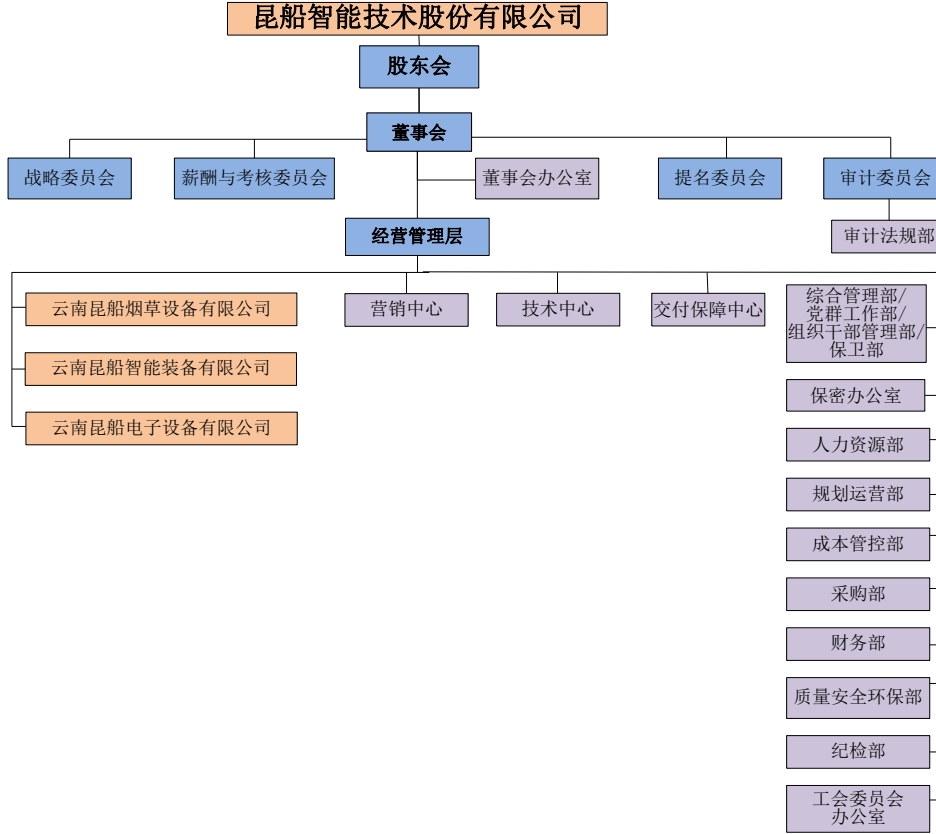 昆船智能技术股份有限公司
股东会
董事会
战略委员会
薪酬与考核委员会
董事会办公室
提名委员会
审计委员会
审计法规部
经营管理层
云南昆船烟草设备有限公司
云南昆船智能装备有限公司
云南昆船电子设备有限公司
营销中心
技术中心
交付保障中心
综合管理部/
党群工作部/
组织干部管理部/
保卫部
保密办公室
人力资源部
规划运营部
成本管控部
采购部
财务部
质量安全环保部
纪检部
工会委员会
办公室